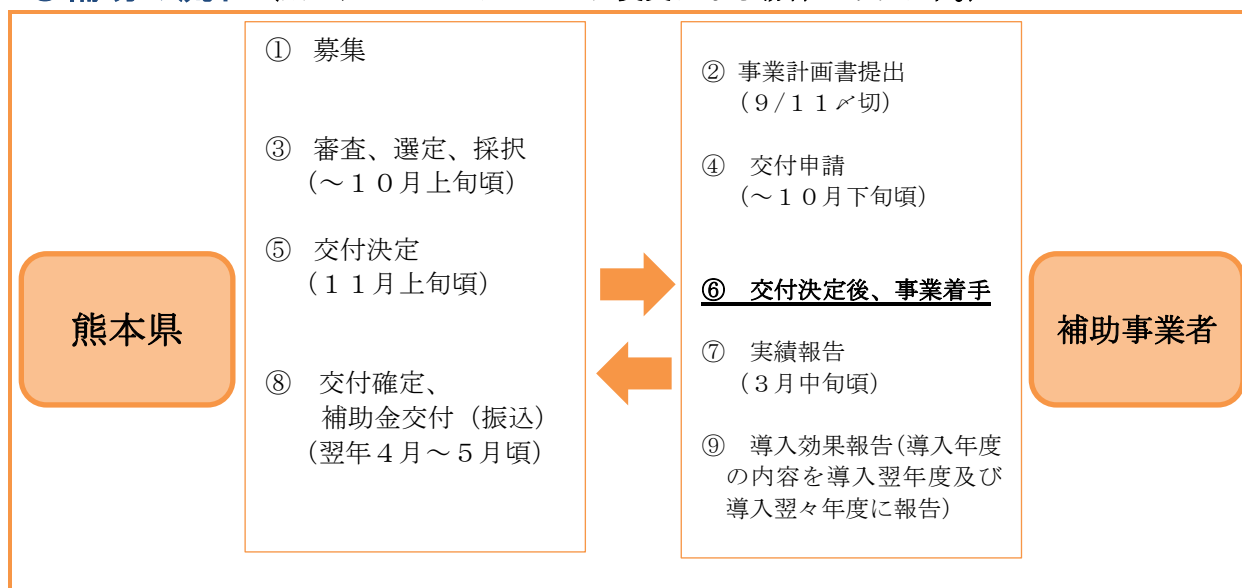 ① 募集
③ 審査、選定、採択
(～１０月上旬頃)
⑤ 交付決定
(１１月上旬頃)
⑧ 交付確定、
補助金交付（振込）
(翌年４月～５月頃)
② 事業計画書提出
(９/１１〆切)
④ 交付申請
(～１０月下旬頃)
⑥ 交付決定後、事業着手
⑦ 実績報告
(３月中旬頃)
⑨ 導入効果報告(導入年度
の内容を導入翌年度及び
導入翌々年度に報告)
熊本県
補助事業者